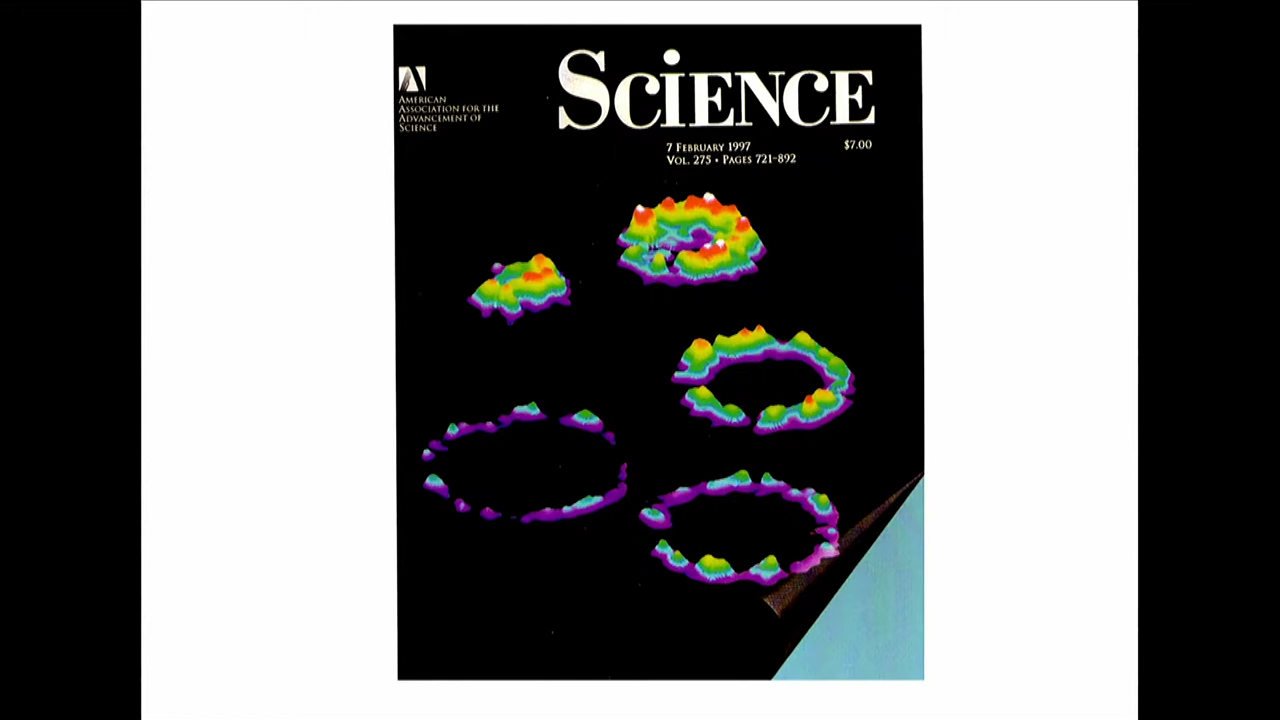 SCiENCE
AMERICAN
ASSOCIATION FOR THE
ADVANCEMENT OF
SCIENCE
7 FEBRUARY 1997
$7.00
VOL. 275 • PAGES 721–892